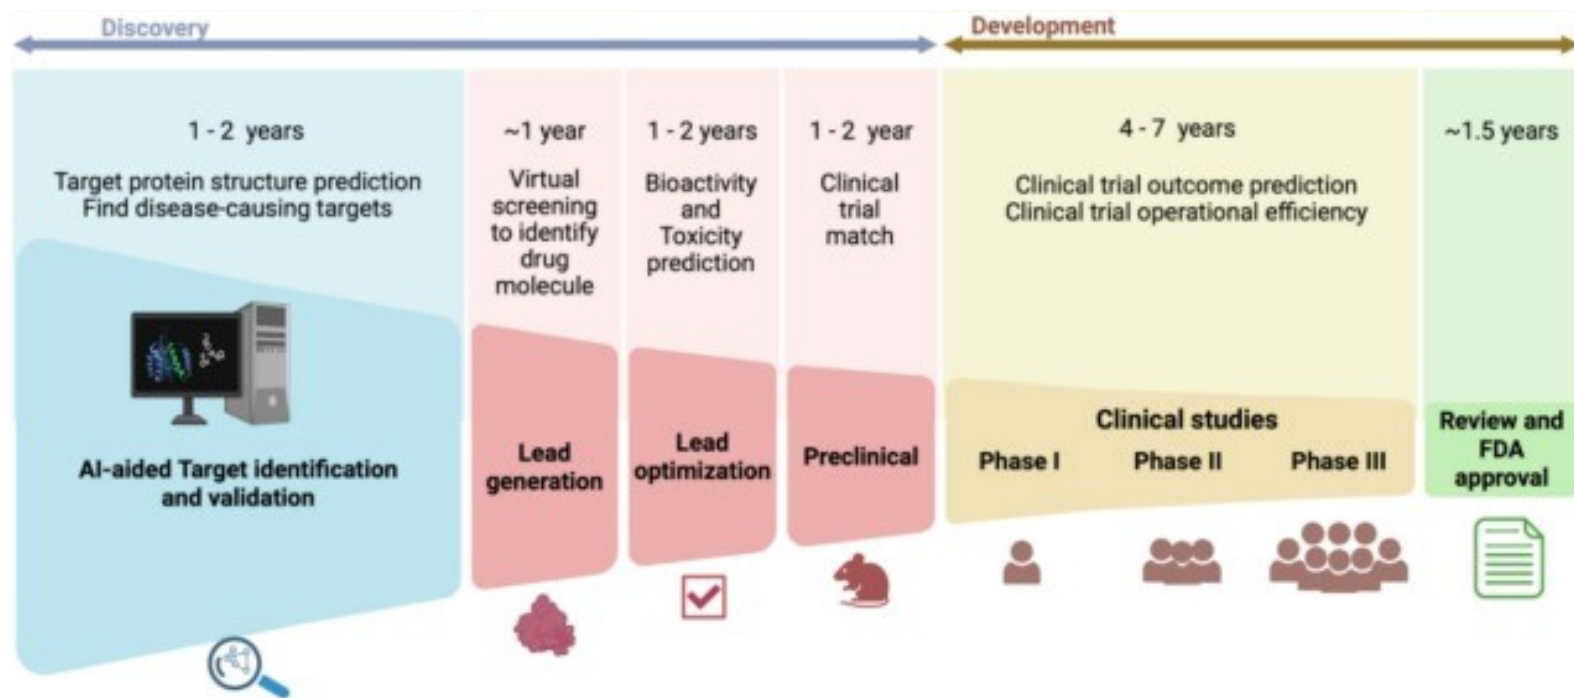 Discovery
Development
1 - 2 years
Target protein structure prediction
Find disease-causing targets
AI-aided Target identification
and validation
~1 year
Virtual
screening
to identify
drug
molecule
Lead
generation
1 - 2 years
Bioactivity
and
Toxicity
prediction
Lead
optimization
1 - 2 year
Clinical
trial
match
Preclinical
4 - 7 years
Clinical trial outcome prediction
Clinical trial operational efficiency
Clinical studies
Phase I
Phase II
Phase III
~1.5 years
Review and
FDA
approval